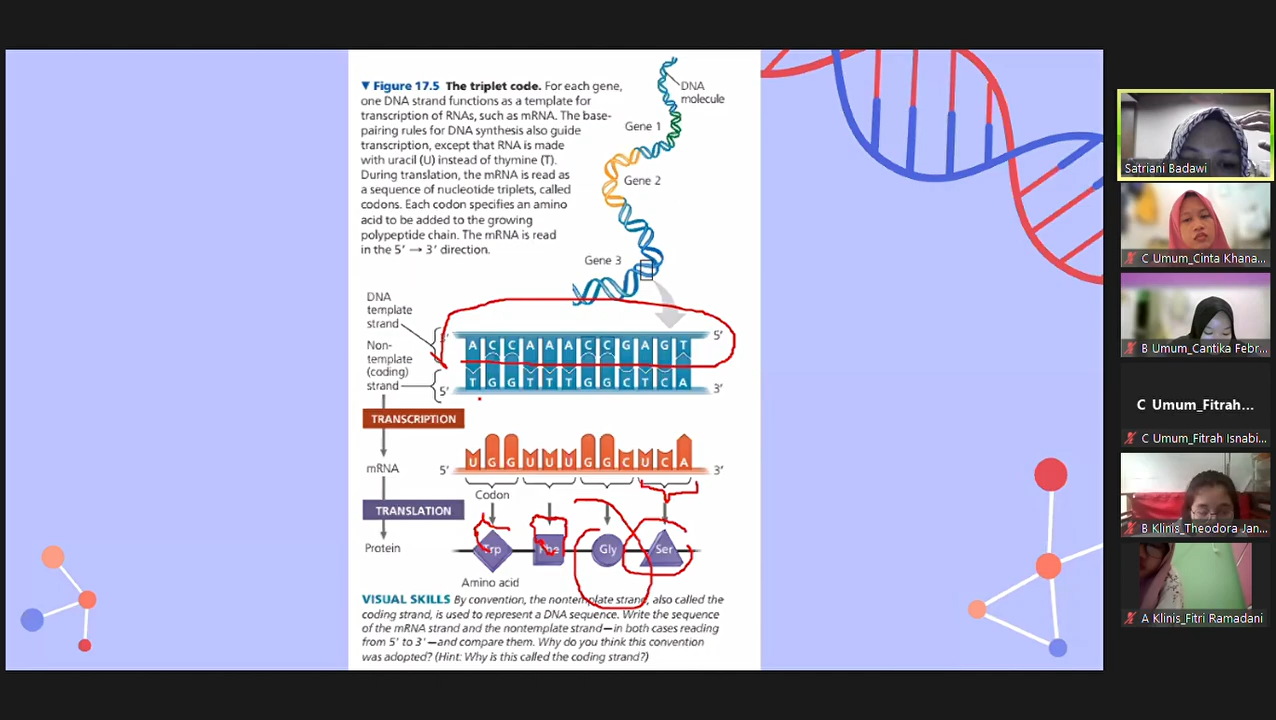 ▼ Figure 17.5 The triplet code. For each gene,
one DNA strand functions as a template for
transcription of RNAs, such as mRNA. The base-
pairing rules for DNA synthesis also guide
transcription, except that RNA is made
with uracil (U) instead of thymine (T).
During translation, the mRNA is read as
a sequence of nucleotide triplets, called
codons. Each codon specifies an amino
acid to be added to the growing
polypeptide chain. The mRNA is read
in the 5′ → 3′ direction.
DNA
molecule
Gene 1
Gene 2
Gene 3
DNA
template
strand
5′
A C C A A A C C G A G T
Non-
template
(coding)
strand
5′
T G G T T T G G C T C A
3′
TRANSCRIPTION
mRNA
5′
U G G U U U G G C U C A
3′
Codon
TRANSLATION
Protein
Trp
Phe
Gly
Ser
Amino acid
VISUAL SKILLS By convention, the nontemplate strand, also called the
coding strand, is used to represent a DNA sequence. Write the sequence
of the mRNA strand and the nontemplate strand—in both cases reading
from 5′ to 3′—and compare them. Why do you think this convention
was adopted? (Hint: Why is this called the coding strand?)
Satriani Badawi
C Umum_Cinta Khana...
B Umum_Cantika Febr...
C Umum_Fitrah...
C Umum_Fitrah Isnabi...
B Klinis_Theodora Jan...
A Klinis_Fitri Ramadani